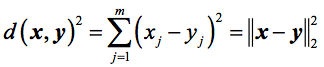 d(x, y)² = ∑_{j=1}^{m} (x_j − y_j)² = ‖x − y‖₂²